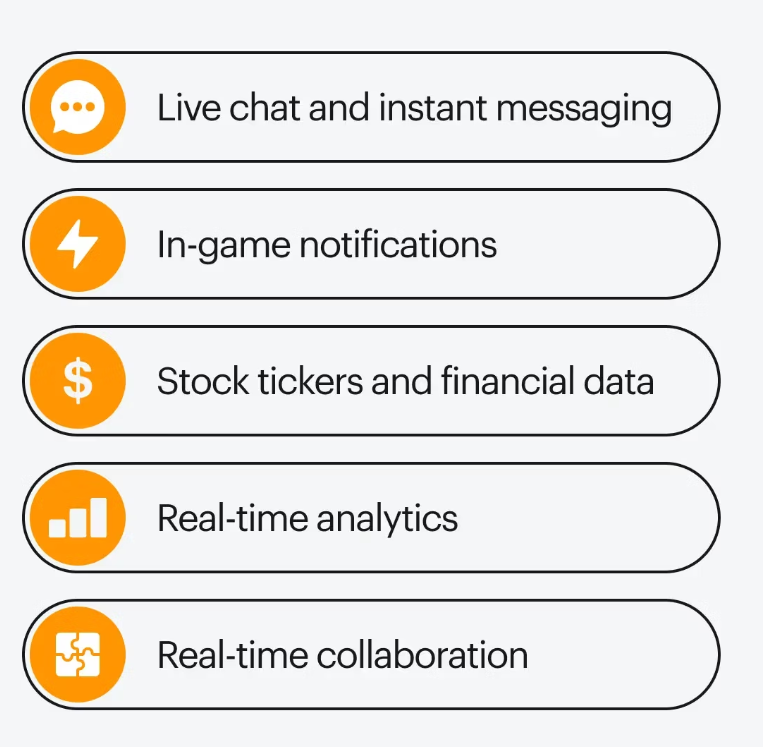 Live chat and instant messaging
In-game notifications
$
Stock tickers and financial data
Real-time analytics
Real-time collaboration